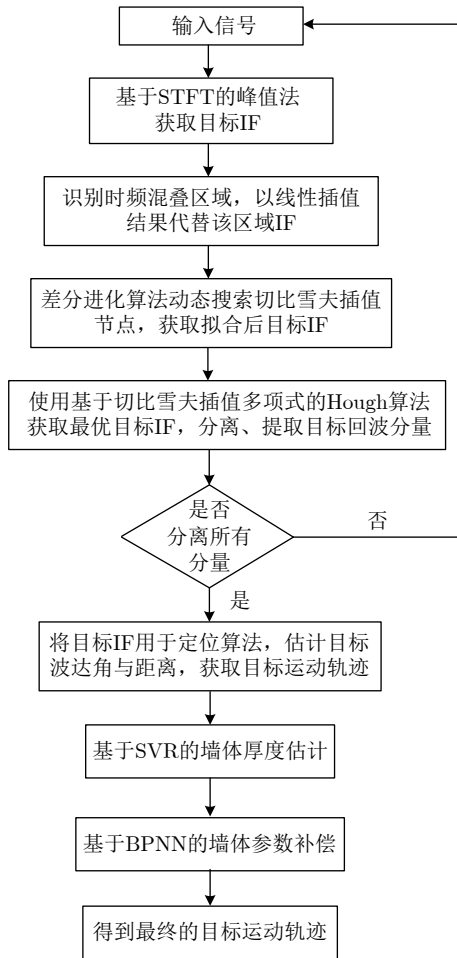 输入信号
基于STFT的峰值法
获取目标IF
识别时频混叠区域，以线性插值
结果代替该区域IF
差分进化算法动态搜索切比雪夫插值
节点，获取拟合后目标IF
使用基于切比雪夫插值多项式的Hough算法
获取最优目标IF，分离、提取目标回波分量
是否
分离所有
分量
否
是
将目标IF用于定位算法，估计目标
波达角与距离，获取目标运动轨迹
基于SVR的墙体厚度估计
基于BPNN的墙体参数补偿
得到最终的目标运动轨迹